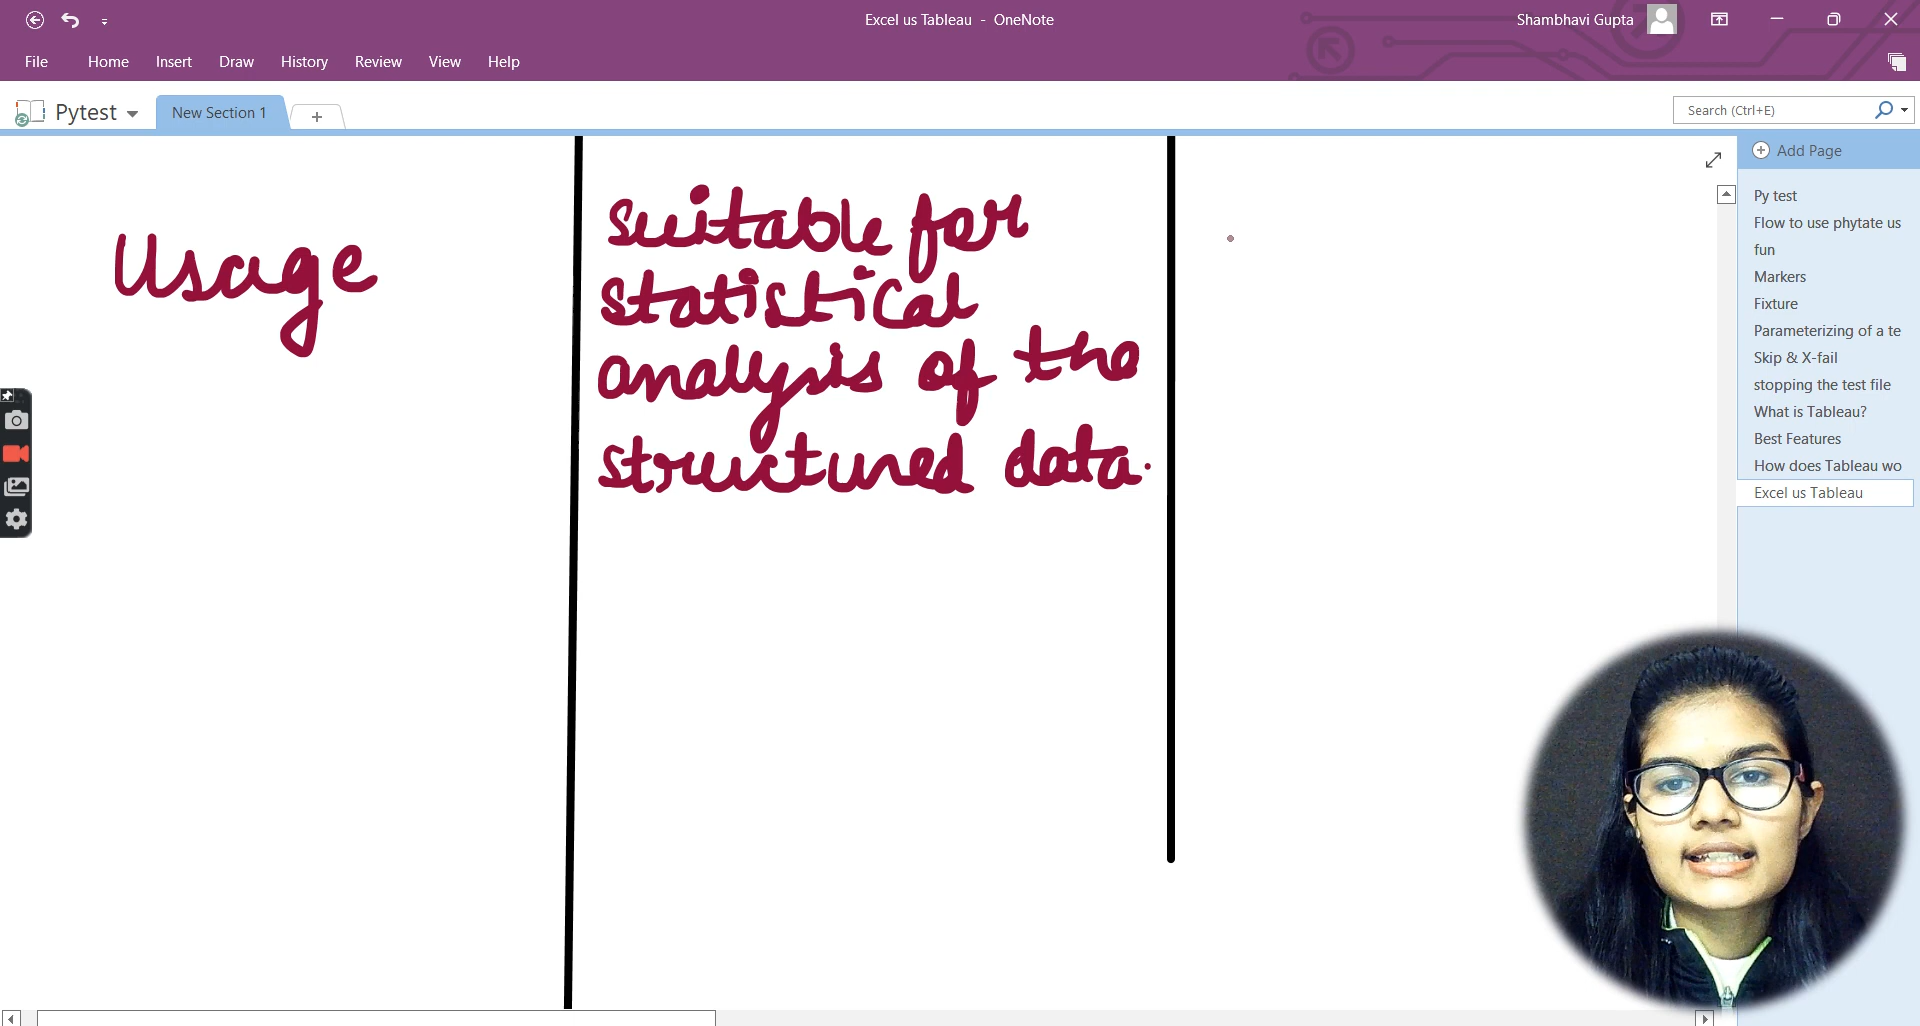 Excel us Tableau - OneNote
Shambhavi Gupta
File Home Insert Draw History Review View Help
Pytest
New Section 1
+
Search (Ctrl+E)
Add Page
Usage
suitable for
statistical
analysis of the
structured data.
Py test
Flow to use phytate us
fun
Markers
Fixture
Parameterizing of a te
Skip & X-fail
stopping the test file
What is Tableau?
Best Features
How does Tableau wo
Excel us Tableau